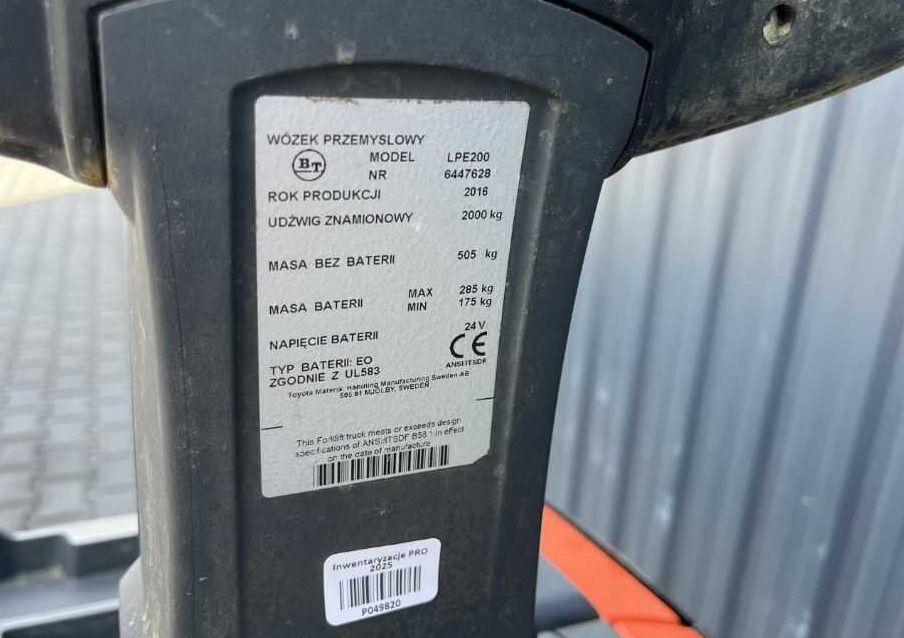 WÓZEK PRZEMYSLOWY
BT MODEL LPE200
NR 6447628
ROK PRODUKCJI 2016
UDŹWIG ZNAMIONOWY 2000 kg
MASA BEZ BATERII 505 kg
MASA BATERII MAX 285 kg
MIN 175 kg
NAPIĘCIE BATERII 24 V
TYP BATERII: EO CE
ZGODNIE Z UL583 ANSI/ITSDF
Toyota Material Handling Manufacturing Sweden AB
595 81 MJÖLBY, SWEDEN
This Forklift truck meets or exceeds design
specifications of ANSI/ITSDF B56.1 in effect
on the date of manufacture
Inwentaryzacje PRO
2025
P049820